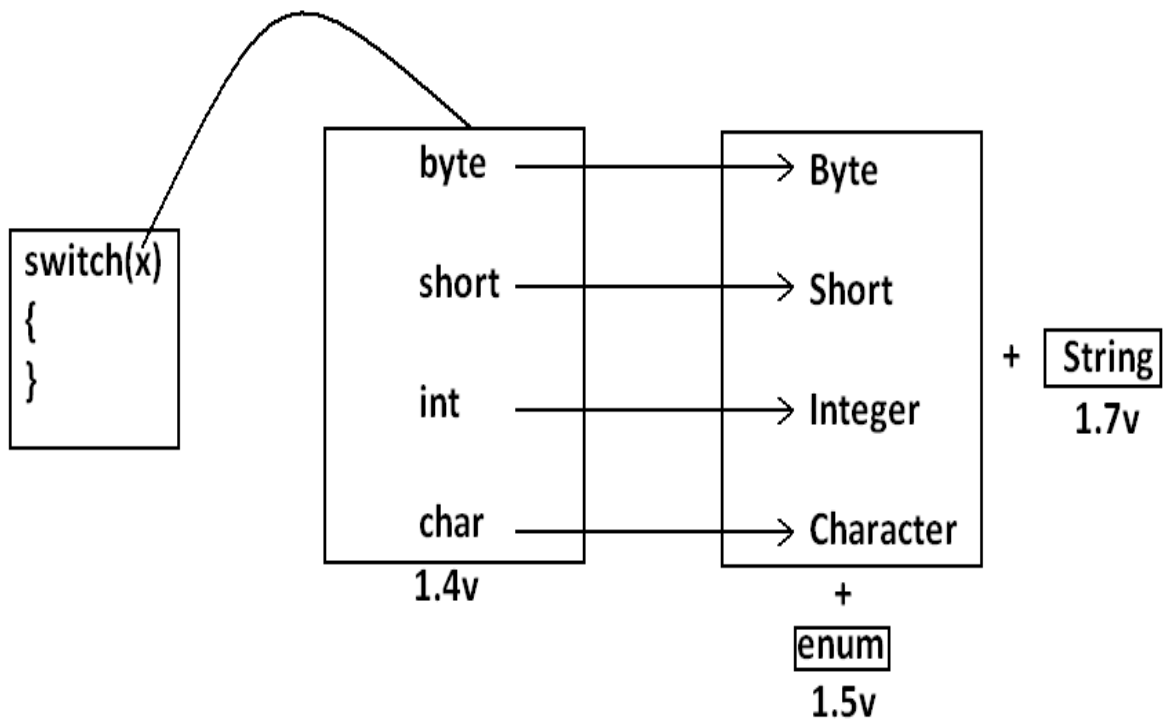 switch(x)
{
}
byte
short
int
char
1.4v
Byte
Short
Integer
Character
+
enum
1.5v
+
String
1.7v